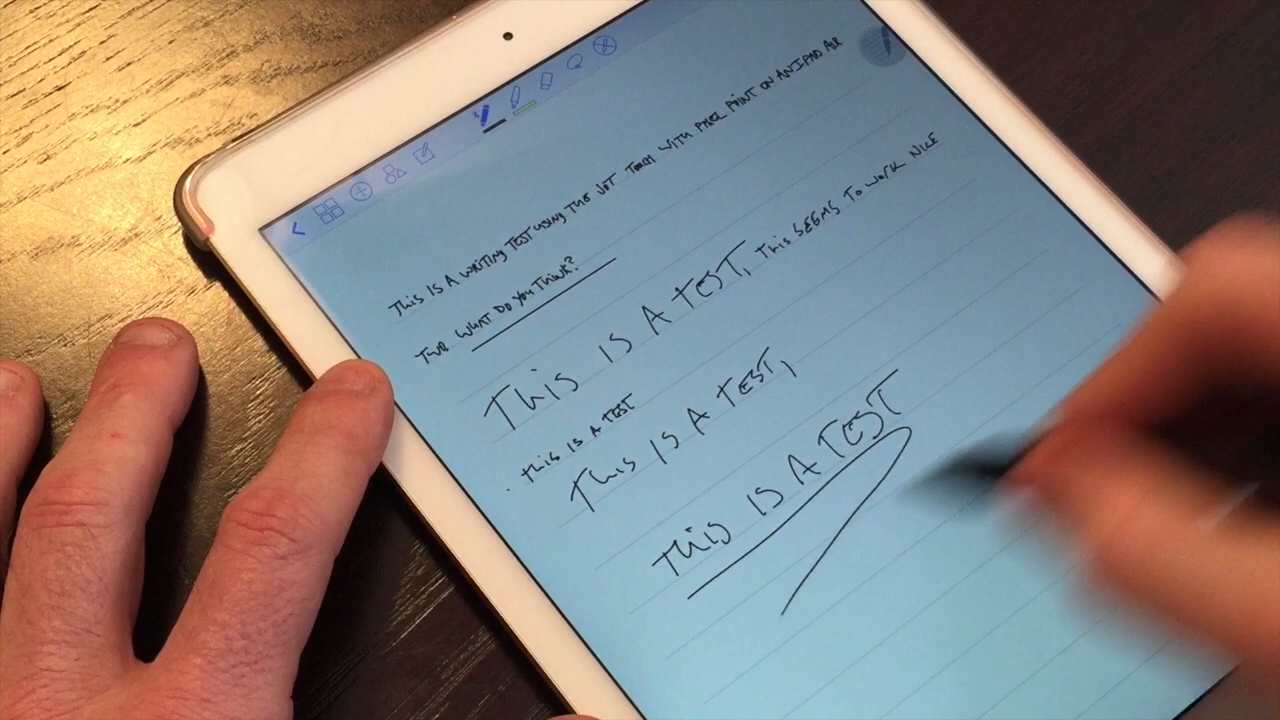 This IS A WRITING TEST USING THE JOT TOUCH WITH PIXEL POINT ON AN IPAD AIR
TWO WHAT DO YOU THINK?
This IS A TEST, This SEEMS TO WORK NICE
This IS A TEST
This IS A TEST,
This IS A TEST